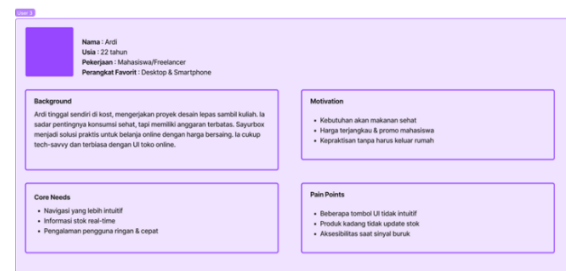 User 3
Nama : Ardi
Usia : 22 tahun
Pekerjaan : Mahasiswa/Freelancer
Perangkat Favorit : Desktop & Smartphone
Background
Ardi tinggal sendiri di kost, mengerjakan proyek desain lepas sambil kuliah. Ia
sadar pentingnya konsumsi sehat, tapi memiliki anggaran terbatas. Sayurbox
menjadi solusi praktis untuk belanja online dengan harga bersaing. Ia cukup
tech-savvy dan terbiasa dengan UI toko online.
Motivation
• Kebutuhan akan makanan sehat
• Harga terjangkau & promo mahasiswa
• Kepraktisan tanpa harus keluar rumah
Core Needs
• Navigasi yang lebih intuitif
• Informasi stok real-time
• Pengalaman pengguna ringan & cepat
Pain Points
• Beberapa tombol UI tidak intuitif
• Produk kadang tidak update stok
• Aksesibilitas saat sinyal buruk